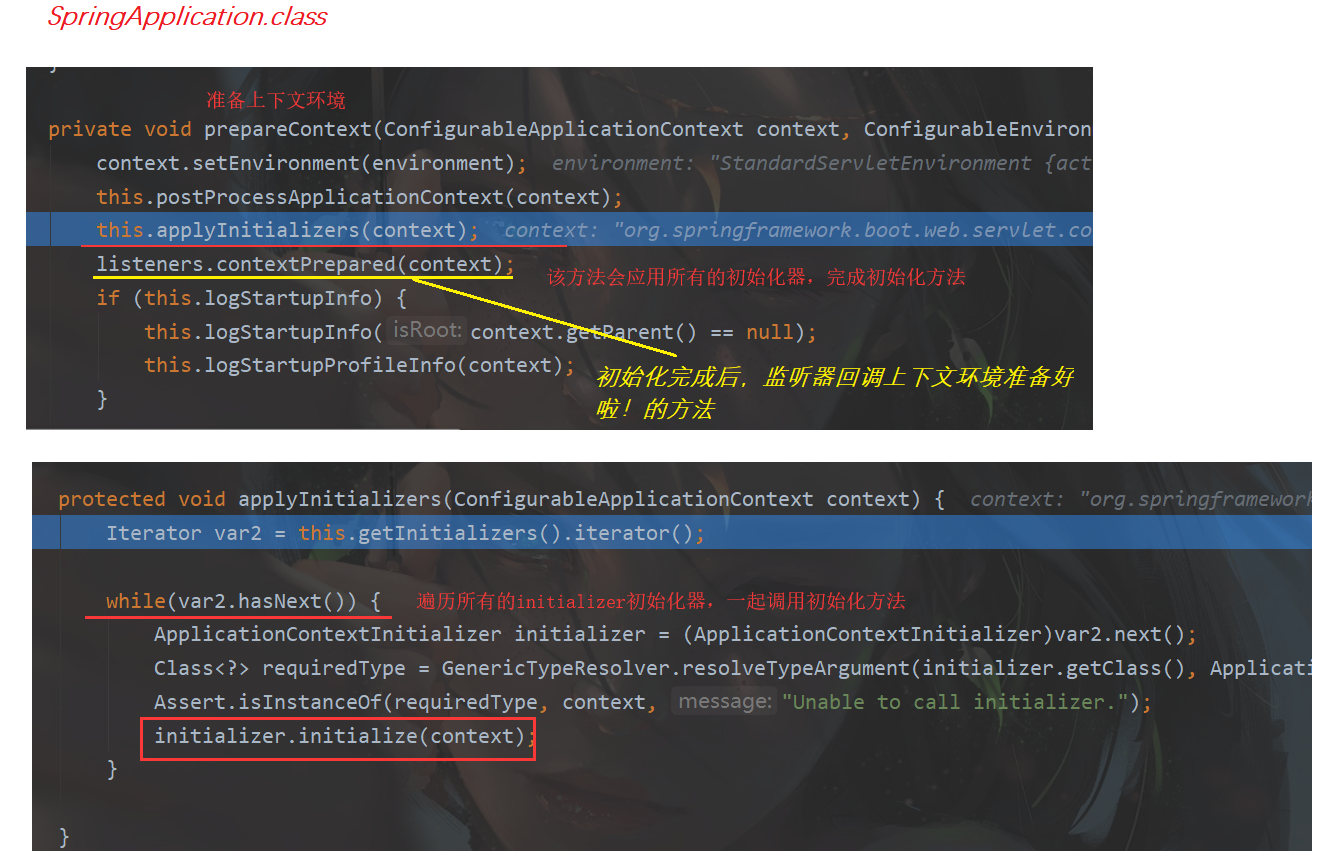 SpringApplication.class
}
准备上下文环境
private void prepareContext(ConfigurableApplicationContext context, ConfigurableEnviron
context.setEnvironment(environment); environment: "StandardServletEnvironment {act
this.postProcessApplicationContext(context);
this.applyInitializers(context); context: "org.springframework.boot.web.servlet.co
listeners.contextPrepared(context);
该方法会应用所有的初始化器，完成初始化方法
if (this.logStartupInfo) {
this.logStartupInfo( isRoot: context.getParent() == null);
this.logStartupProfileInfo(context);
初始化完成后，监听器回调上下文环境准备好
啦！的方法
}
protected void applyInitializers(ConfigurableApplicationContext context) { context: "org.springframework
Iterator var2 = this.getInitializers().iterator();
while(var2.hasNext()) { 遍历所有的initializer初始化器，一起调用初始化方法
ApplicationContextInitializer initializer = (ApplicationContextInitializer)var2.next();
Class<?> requiredType = GenericTypeResolver.resolveTypeArgument(initializer.getClass(), Applicati
Assert.isInstanceOf(requiredType, context, message: "Unable to call initializer.");
initializer.initialize(context);
}
}